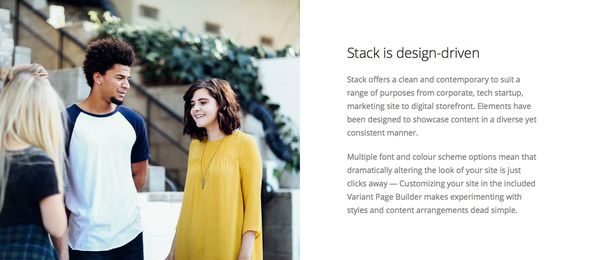 Stack is design-driven
Stack offers a clean and contemporary to suit a
range of purposes from corporate, tech startup,
marketing site to digital storefront. Elements have
been designed to showcase content in a diverse yet
consistent manner.
Multiple font and colour scheme options mean that
dramatically altering the look of your site is just
clicks away — Customizing your site in the included
Variant Page Builder makes experimenting with
styles and content arrangements dead simple.